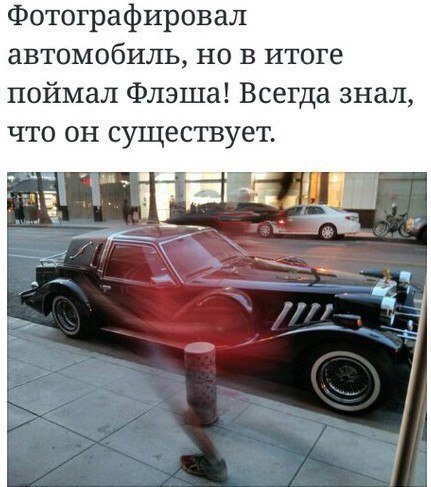 Фотографировал
автомобиль, но в итоге
поймал Флэша! Всегда знал,
что он существует.